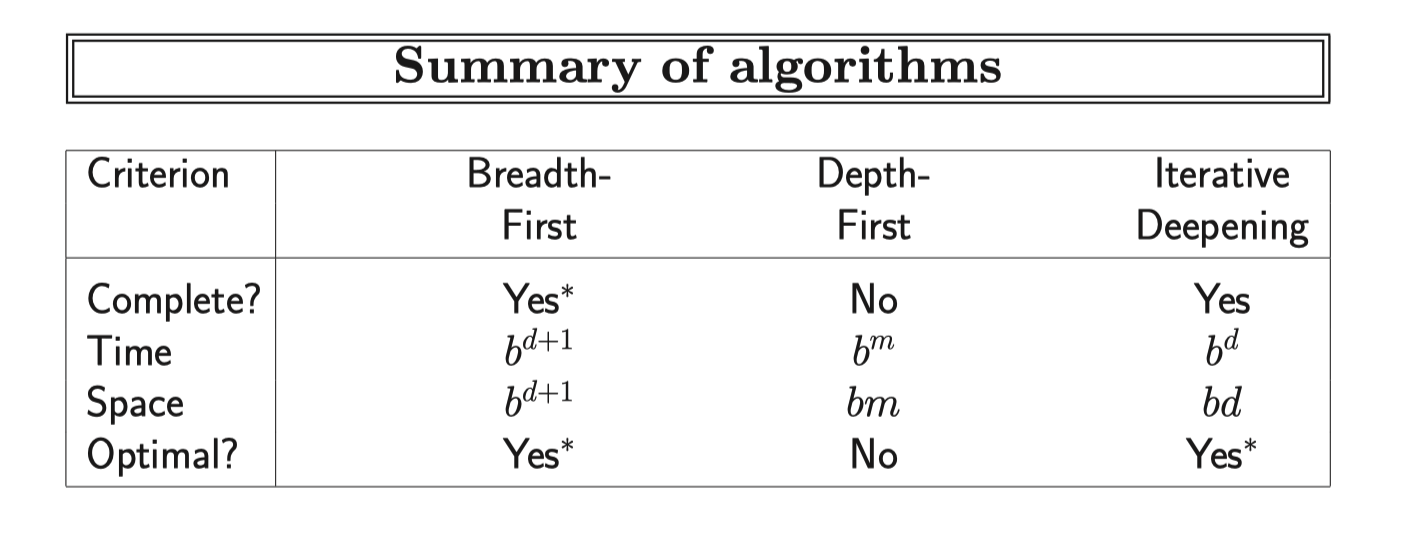 Summary of algorithms
Criterion Breadth- Depth- Iterative
First First Deepening
Complete? Yes* No Yes
Time b^{d+1} b^m b^d
Space b^{d+1} bm bd
Optimal? Yes* No Yes*